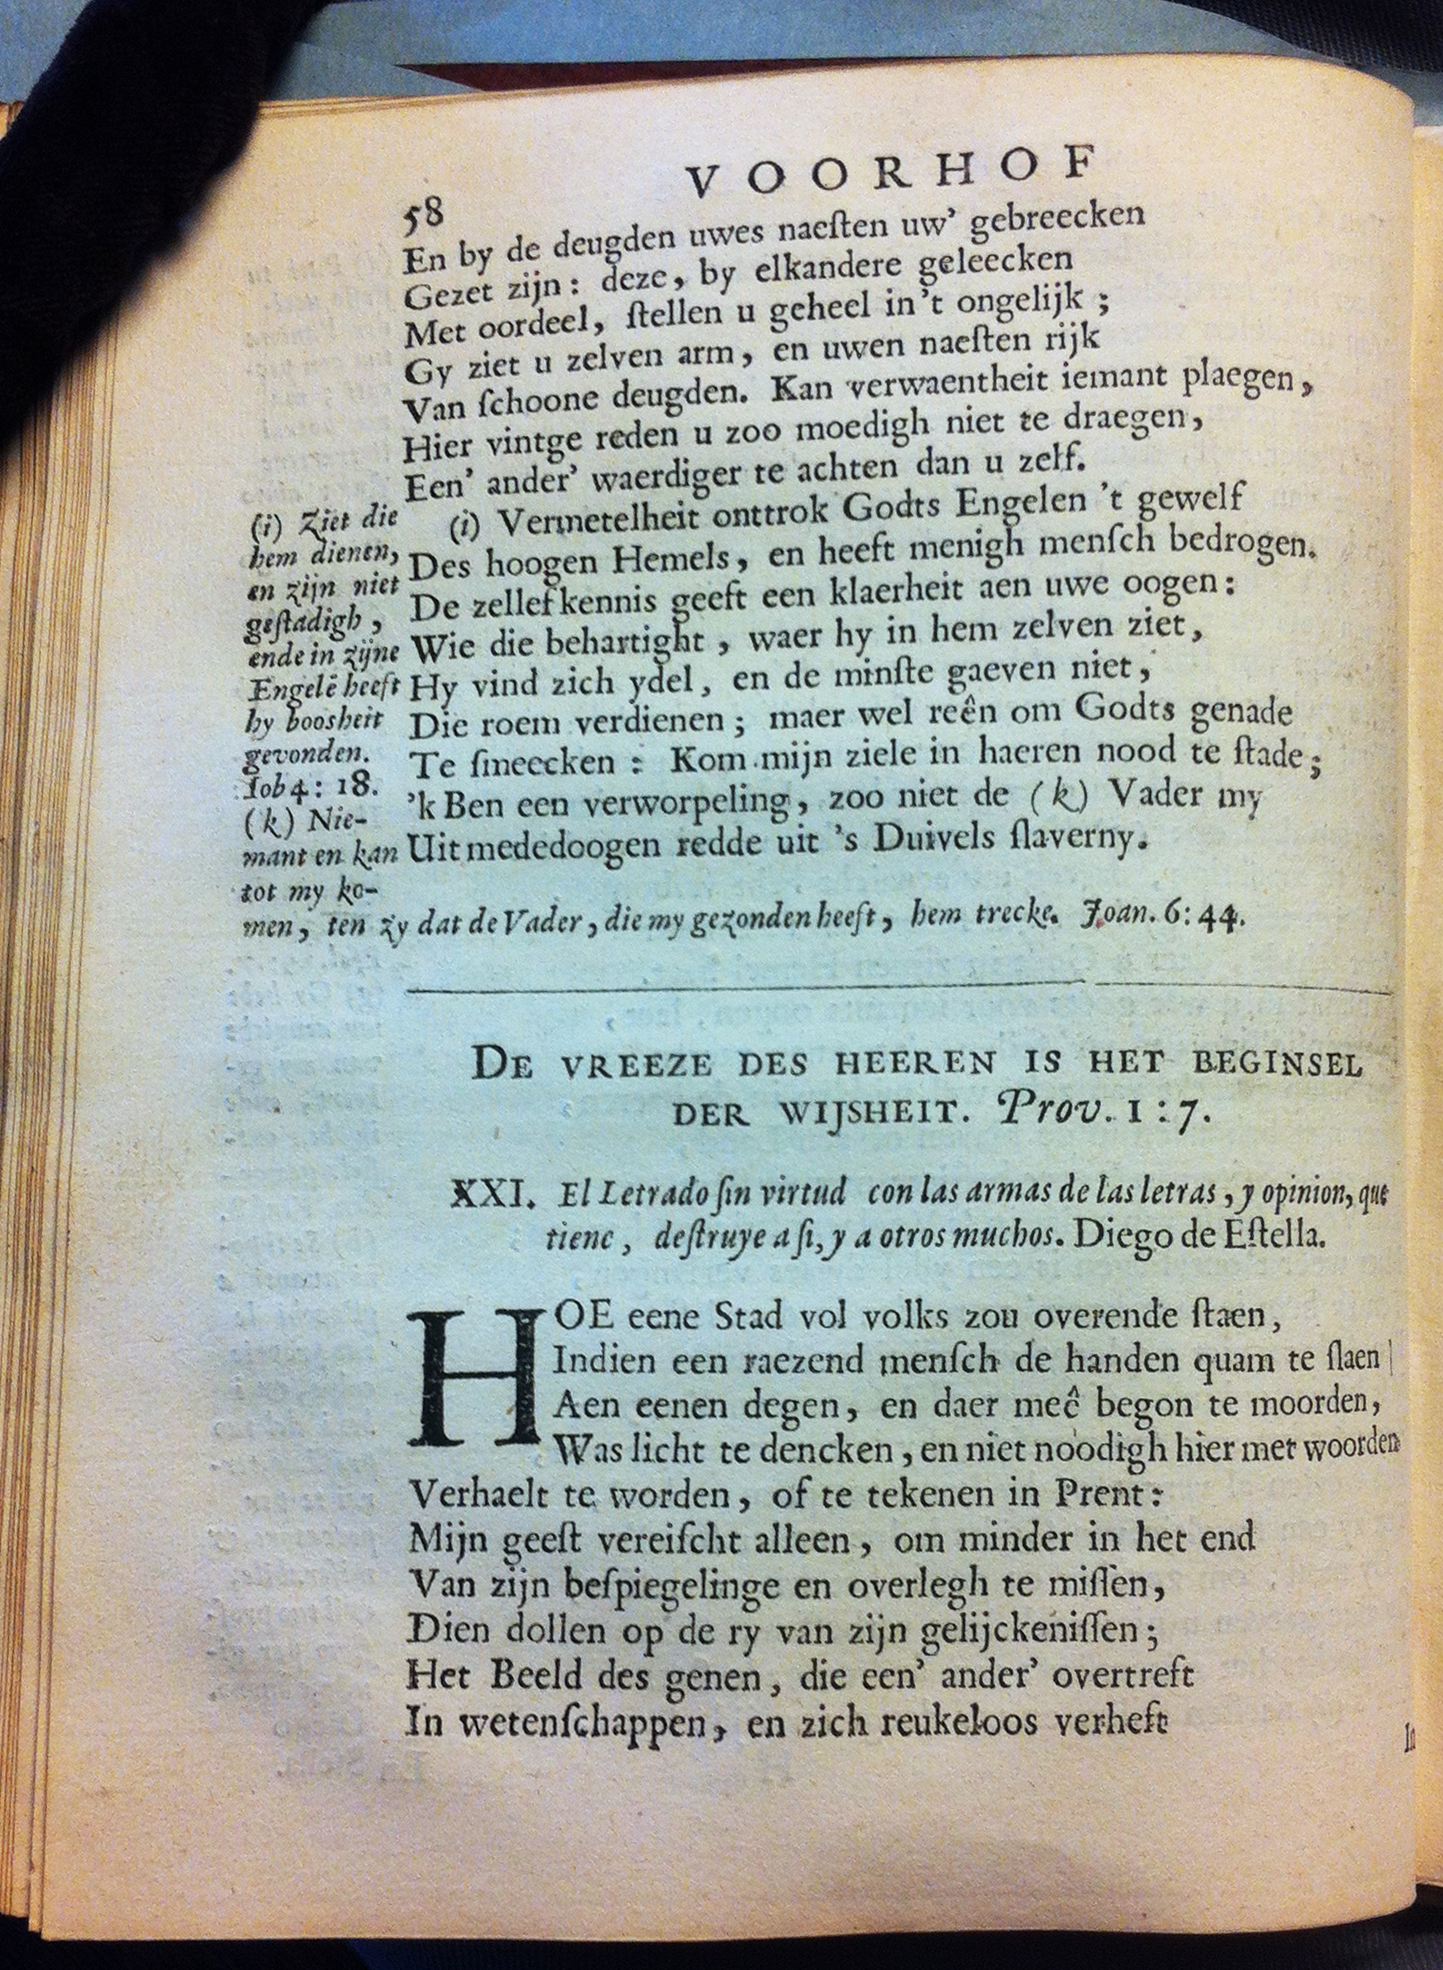 58
VOORHOF
En by de deugden uwes naeſten uw' gebreecken
Gezet zijn: deze, by elkandere geleecken
Met oordeel, ſtellen u geheel in't ongelijk;
Gy ziet u zelven arm, en uwen naeſten rijk
Van ſchoone deugden. Kan verwaentheit iemant plaegen,
Hier vintge reden u zoo moedigh niet te draegen,
Een' ander' waerdiger te achten dan u zelf.
(i) Vermetelheit onttrok Godts Engelen 't gewelf
Des hoogen Hemels, en heeft menigh menſch bedrogen.
De zelleſkennis geeft een klaerheit aen uwe oogen:
Wie die behartight, waer hy in hem zelven ziet,
Hy vind zich ydel, en de minſte gaeven niet,
Die roem verdienen; maer wel reên om Godts genade
Te ſmeecken: Kom mijn ziele in haeren nood te ſtade;
'k Ben een verworpeling, zoo niet de (k) Vader my
Uit mededoogen redde uit 's Duivels ſlaverny.
(i) Ziet die
hem dienen,
en zijn niet
geſtadigh,
ende in zijne
Engelē heeft
hy boosheit
gevonden.
Iob 4: 18.
(k) Nie-
mant en kan
tot my ko-
men, ten zy dat de Vader, die my gezonden heeft, hem trecke. Joan. 6:44.
DE VREEZE DES HEEREN IS HET BEGINSEL
DER WIJSHEIT. Prov. 1:7.
XXI. El Letrado ſin virtud con las armas de las letras, y opinion, que
tiene, deſtruye a ſi, y a otros muchos. Diego de Eſtella.
HOE eene Stad vol volks zou overende ſtaen,
Indien een raezend menſch de handen quam te ſlaen
Aen eenen degen, en daer meê begon te moorden,
Was licht te dencken, en niet noodigh hier met woorden
Verhaelt te worden, of te tekenen in Prent:
Mijn geeſt vereiſcht alleen, om minder in het end
Van zijn beſpiegelinge en overlegh te miſſen,
Dien dollen op de ry van zijn gelijckeniſſen;
Het Beeld des genen, die een' ander' overtreft
In wetenſchappen, en zich reukeloos verheft